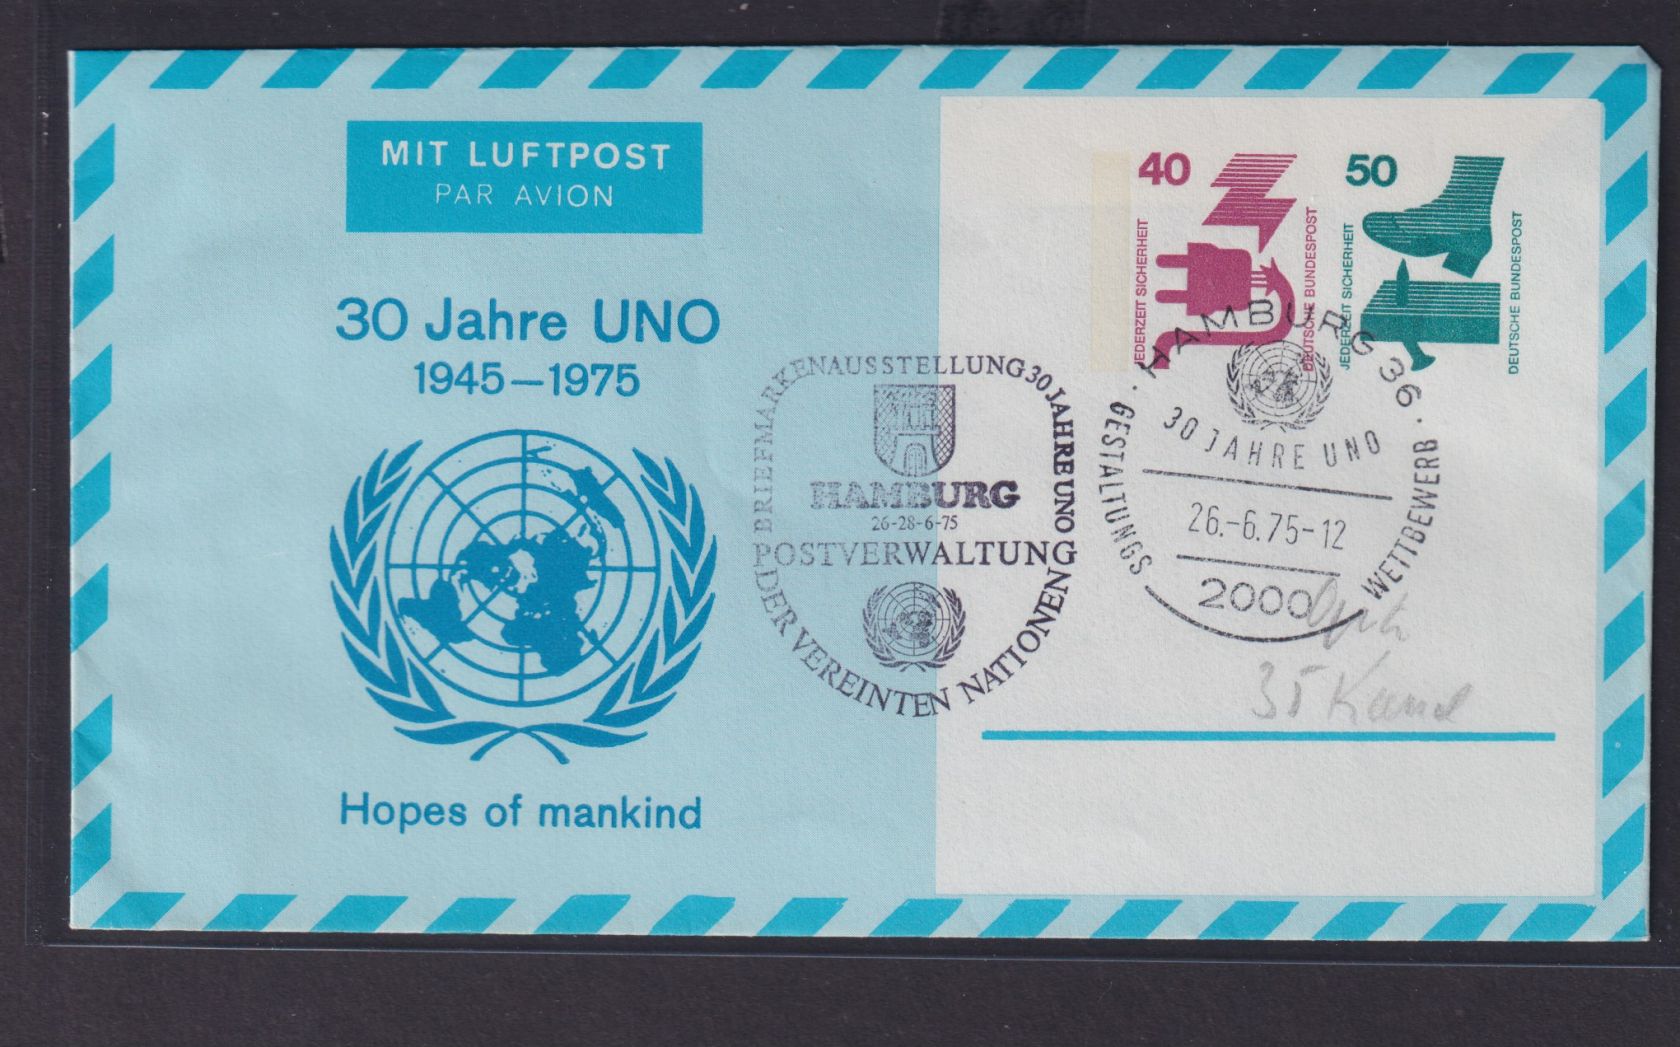 MIT LUFTPOST
PAR AVION
30 Jahre UNO
1945–1975
Hopes of mankind
40
JEDERZEIT SICHERHEIT
DEUTSCHE BUNDESPOST
50
JEDERZEIT SICHERHEIT
DEUTSCHE BUNDESPOST
BRIEFMARKENAUSSTELLUNG 30 JAHRE UNO
HAMBURG
26-28-6-75
POSTVERWALTUNG
DER VEREINTEN NATIONEN
HAMBURG 36
30 JAHRE UNO
26.-6.75-12
2000
GESTALTUNGS WETTBEWERB
35